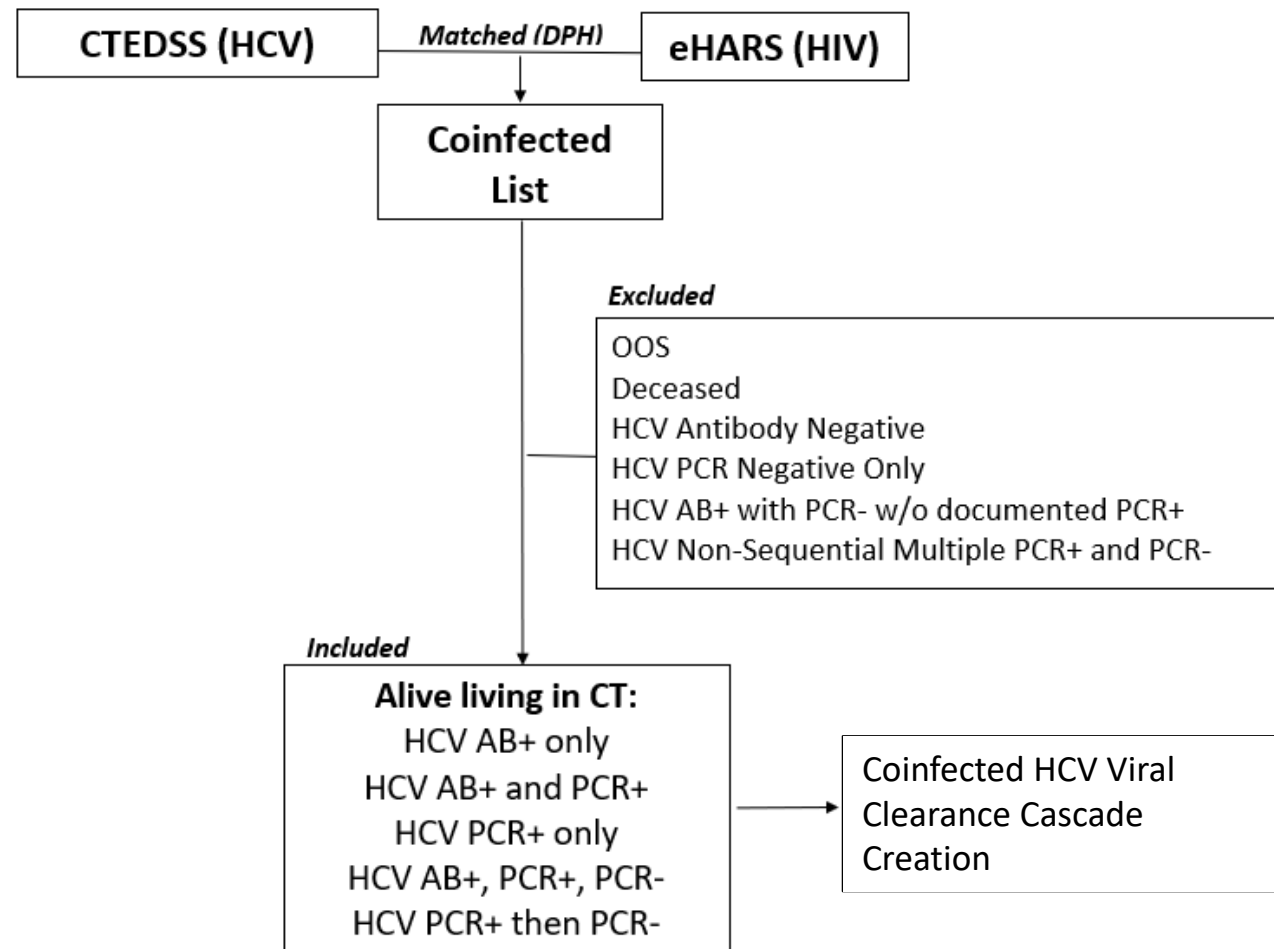 CTEDSS (HCV)
Matched (DPH)
eHARS (HIV)
Coinfected
List
Excluded
OOS
Deceased
HCV Antibody Negative
HCV PCR Negative Only
HCV AB+ with PCR- w/o documented PCR+
HCV Non-Sequential Multiple PCR+ and PCR-
Included
Alive living in CT:
HCV AB+ only
HCV AB+ and PCR+
HCV PCR+ only
HCV AB+, PCR+, PCR-
HCV PCR+ then PCR-
Coinfected HCV Viral
Clearance Cascade
Creation